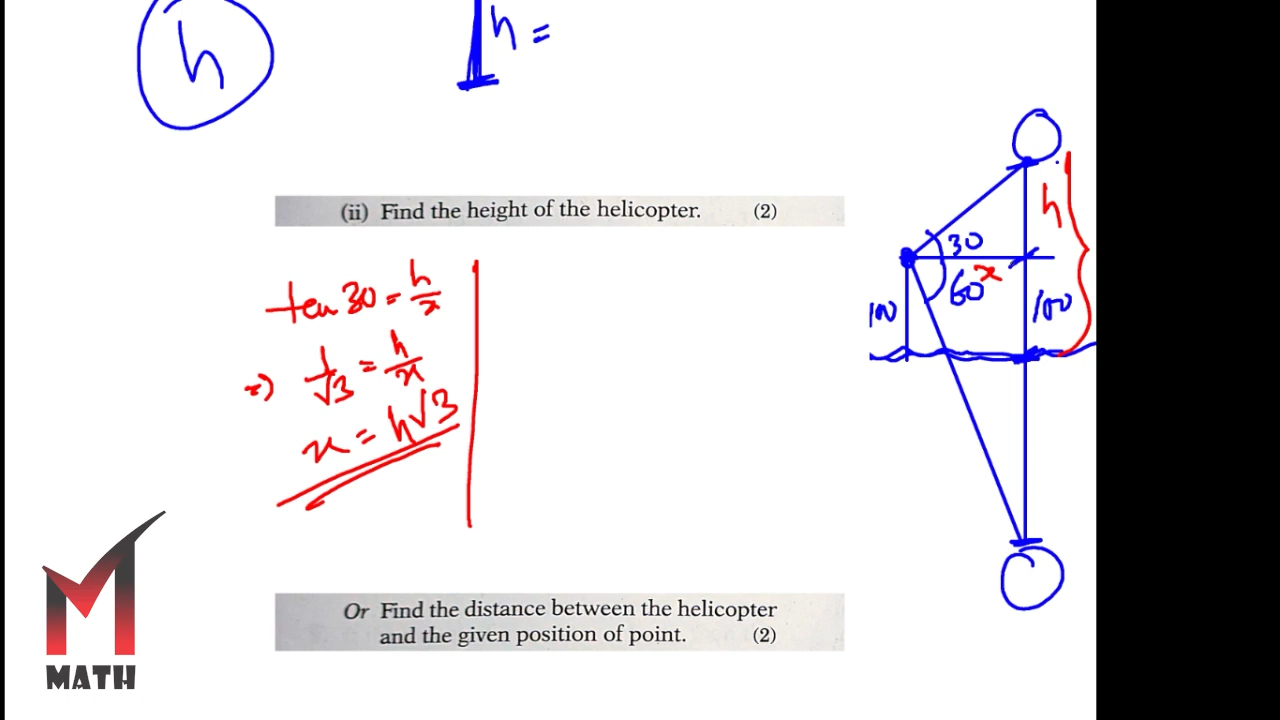 h
h =
(ii) Find the height of the helicopter. (2)
h
30
60
x
100
100
ten 30 = h/x
=) 1/√3 = h/x
x = h√3
M
MATH
Or Find the distance between the helicopter
and the given position of point. (2)